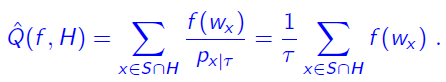 Q̂(f, H) = ∑_{x∈S∩H} f(w_x)/p_{x|τ} = 1/τ ∑_{x∈S∩H} f(w_x) .